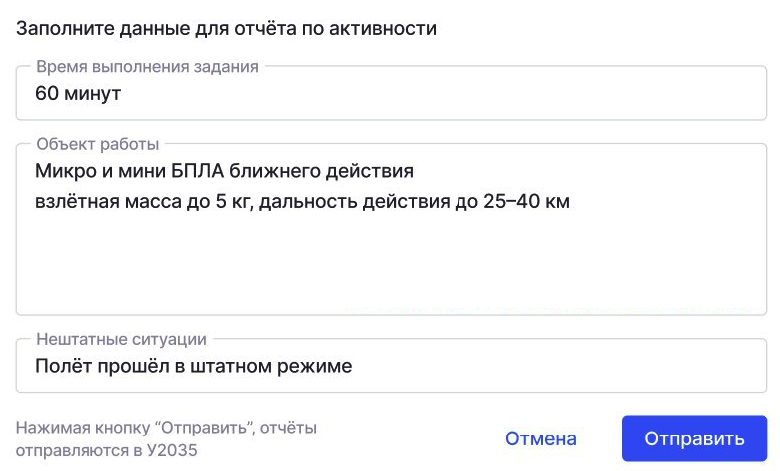 Заполните данные для отчёта по активности
Время выполнения задания
60 минут
Объект работы
Микро и мини БПЛА ближнего действия
взлётная масса до 5 кг, дальность действия до 25–40 км
Нештатные ситуации
Полёт прошёл в штатном режиме
Нажимая кнопку “Отправить”, отчёты
отправляются в У2035
Отмена
Отправить